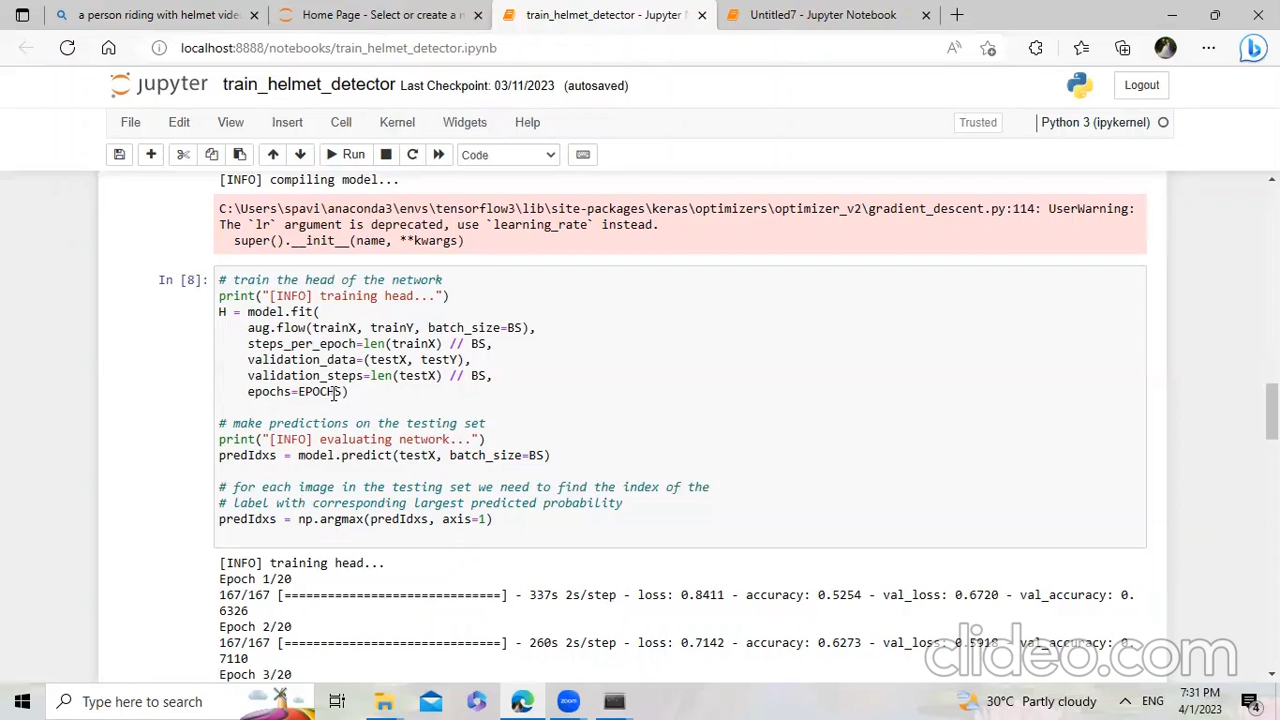 a person riding with helmet vide
Home Page - Select or create a n
train_helmet_detector - Jupyter N
Untitled7 - Jupyter Notebook
localhost:8888/notebooks/train_helmet_detector.ipynb
jupyter train_helmet_detector Last Checkpoint: 03/11/2023 (autosaved)
Logout
File Edit View Insert Cell Kernel Widgets Help
Trusted
Python 3 (ipykernel)
Run
Code
[INFO] compiling model...
C:\Users\spavi\anaconda3\envs\tensorflow3\lib\site-packages\keras\optimizers\optimizer_v2\gradient_descent.py:114: UserWarning:
The `lr` argument is deprecated, use `learning_rate` instead.
super().__init__(name, **kwargs)
In [8]:
# train the head of the network
print("[INFO] training head...")
H = model.fit(
aug.flow(trainX, trainY, batch_size=BS),
steps_per_epoch=len(trainX) // BS,
validation_data=(testX, testY),
validation_steps=len(testX) // BS,
epochs=EPOCHS)
# make predictions on the testing set
print("[INFO] evaluating network...")
predIdxs = model.predict(testX, batch_size=BS)
# for each image in the testing set we need to find the index of the
# label with corresponding largest predicted probability
predIdxs = np.argmax(predIdxs, axis=1)
[INFO] training head...
Epoch 1/20
167/167 [==============================] - 337s 2s/step - loss: 0.8411 - accuracy: 0.5254 - val_loss: 0.6720 - val_accuracy: 0.
6326
Epoch 2/20
167/167 [==============================] - 260s 2s/step - loss: 0.7142 - accuracy: 0.6273 - val_loss: 0.5918 - val_accuracy: 0.
7110
Epoch 3/20
clideo.com
Type here to search
30°C Partly cloudy
ENG
7:31 PM
4/1/2023
4